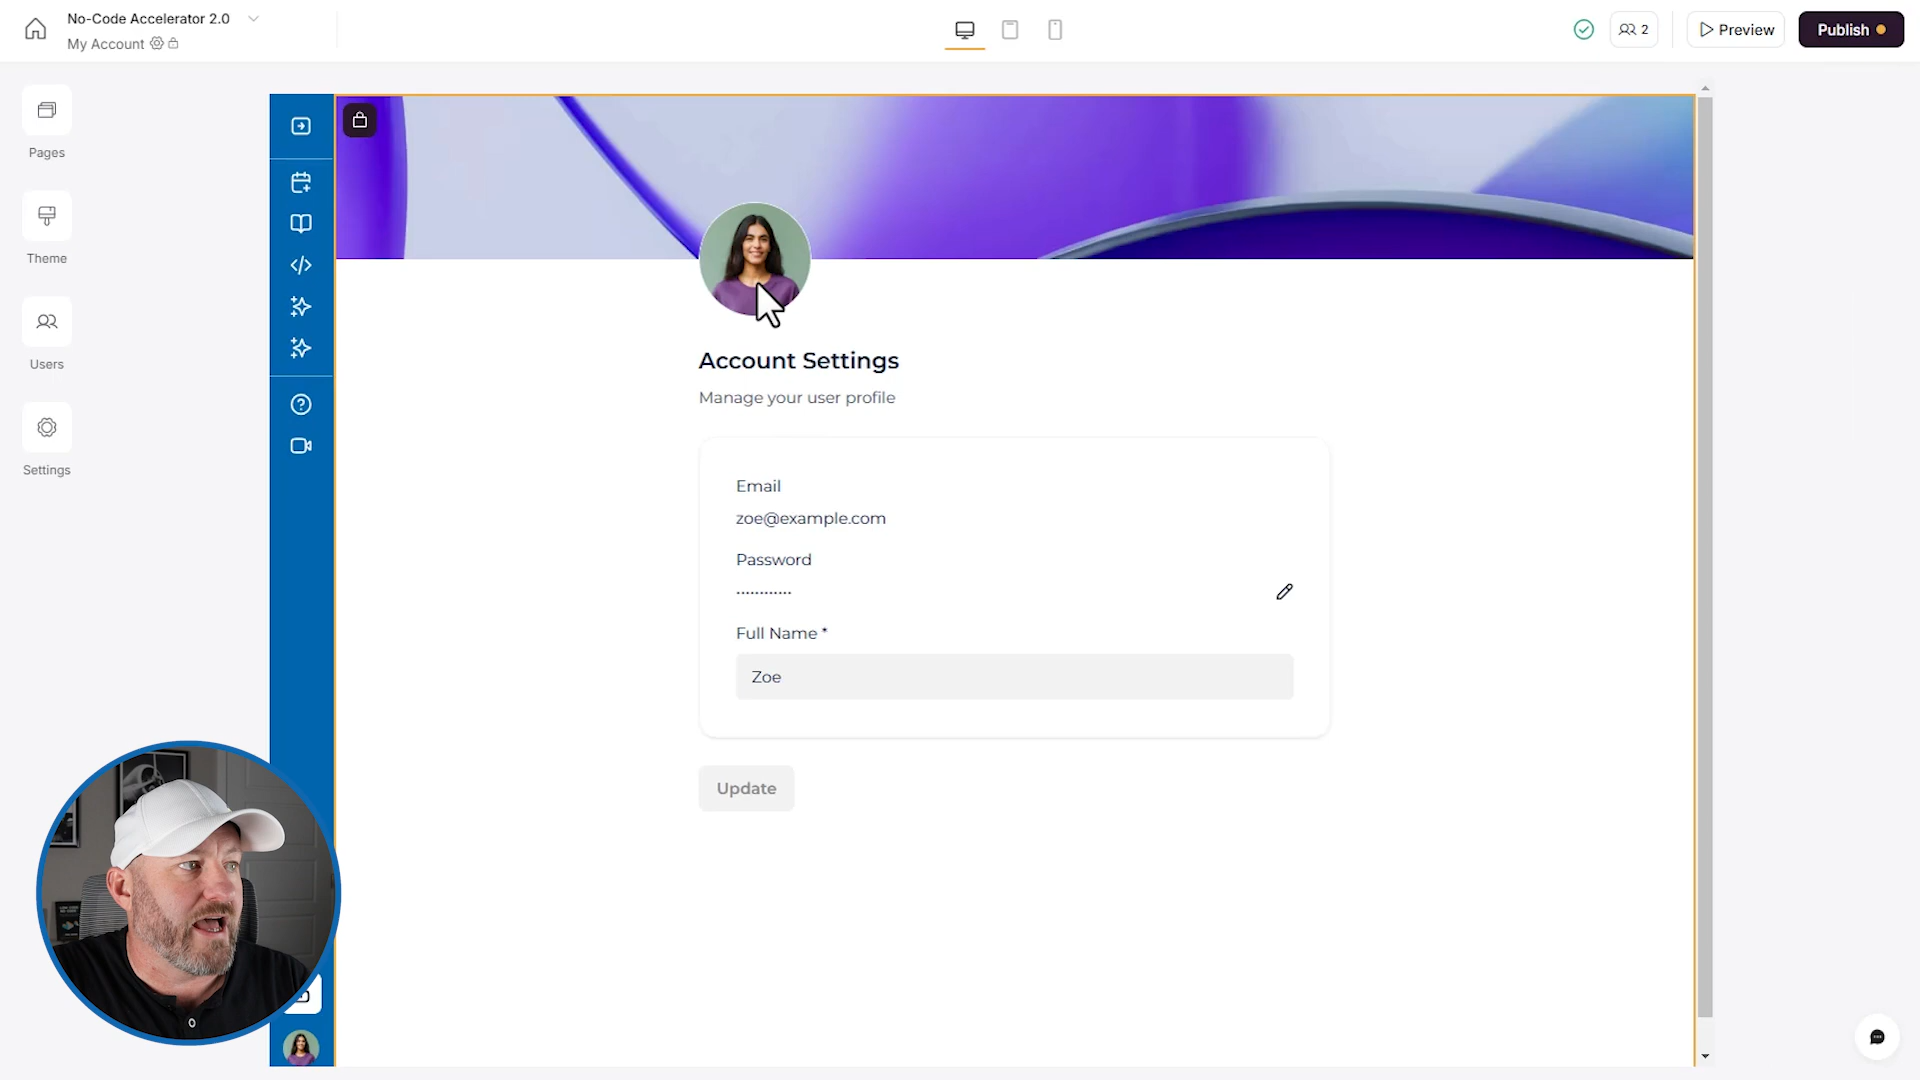 No-Code Accelerator 2.0
My Account
2
Preview
Publish
Pages
Theme
Users
Settings
Account Settings
Manage your user profile
Email
zoe@example.com
Password
............
Full Name *
Zoe
Update